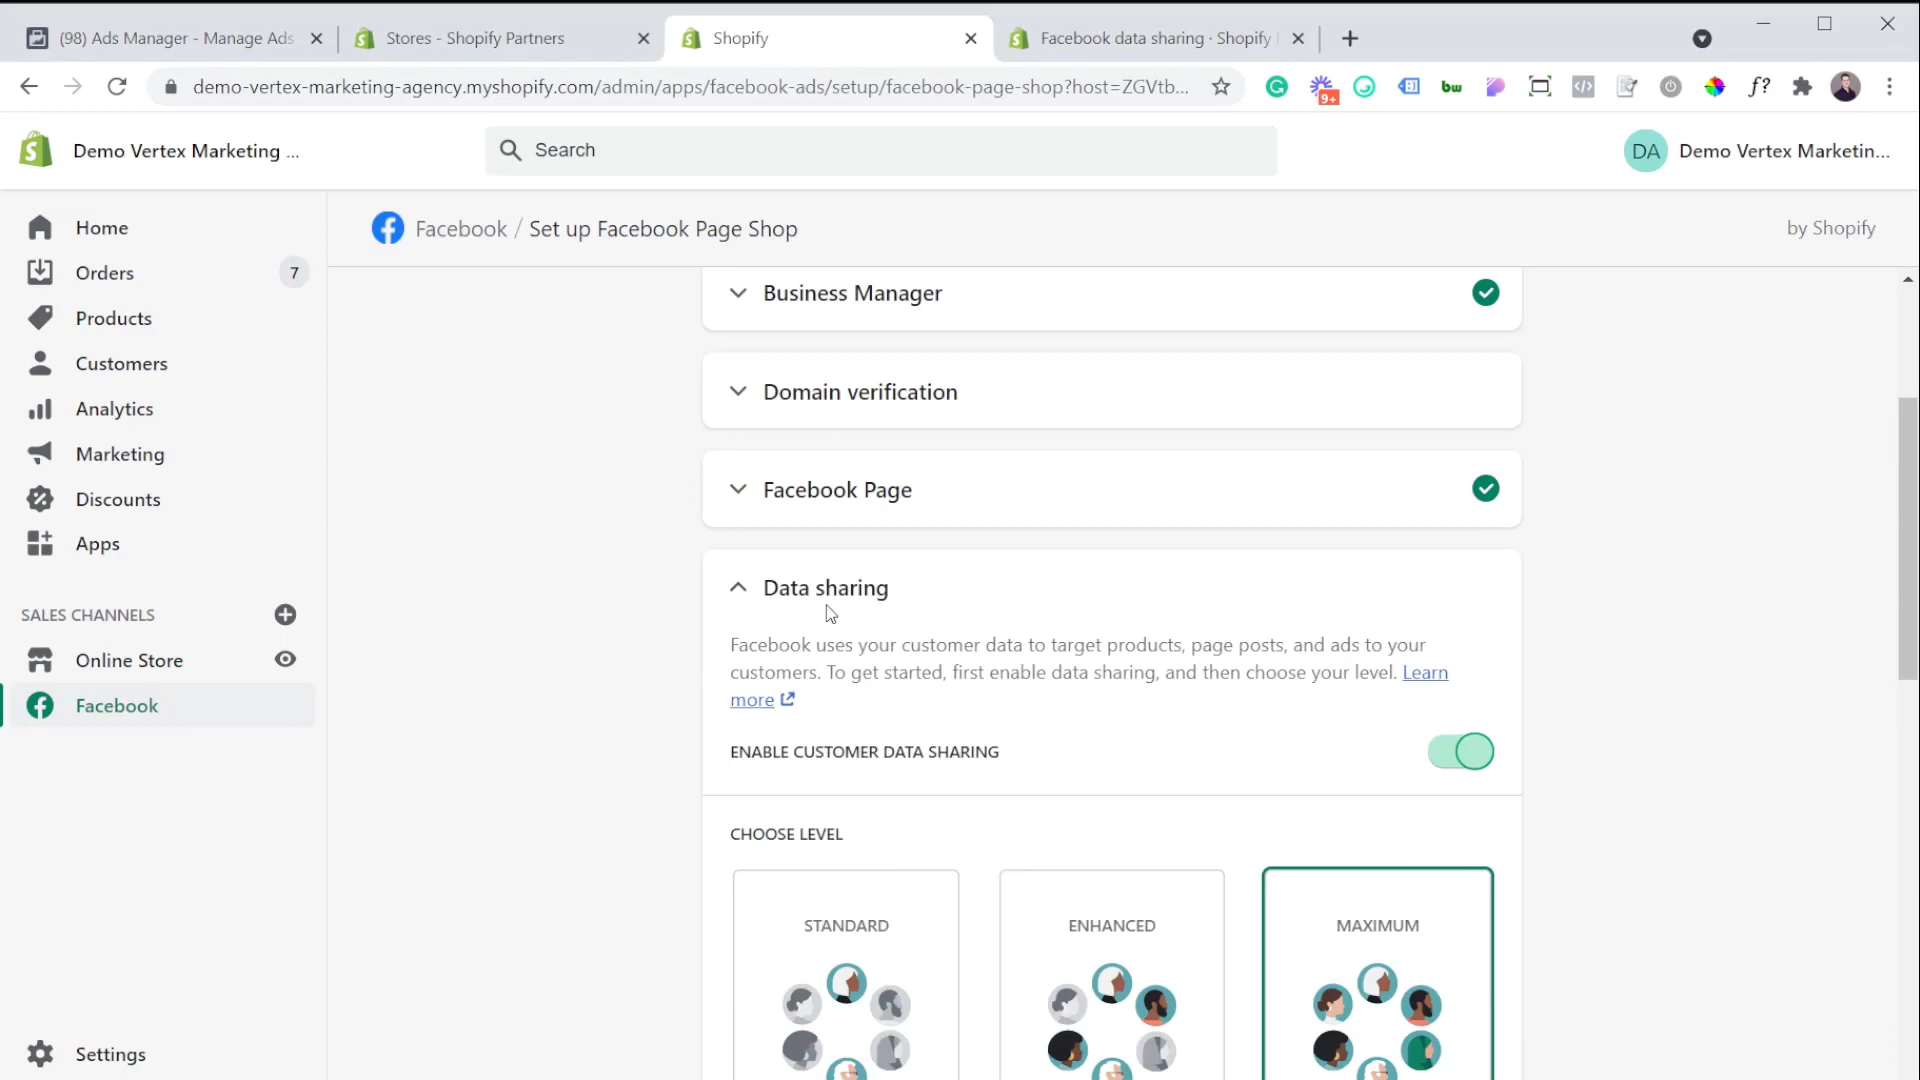 (98) Ads Manager - Manage Ads
Stores - Shopify Partners
Shopify
Facebook data sharing · Shopify
demo-vertex-marketing-agency.myshopify.com/admin/apps/facebook-ads/setup/facebook-page-shop?host=ZGVtb...
9+
bw
f?
Demo Vertex Marketing ...
Search
DA
Demo Vertex Marketin...
Home
Orders
7
Products
Customers
Analytics
Marketing
Discounts
Apps
SALES CHANNELS
Online Store
Facebook
Settings
Facebook / Set up Facebook Page Shop
by Shopify
Business Manager
Domain verification
Facebook Page
Data sharing
Facebook uses your customer data to target products, page posts, and ads to your
customers. To get started, first enable data sharing, and then choose your level. Learn
more
ENABLE CUSTOMER DATA SHARING
CHOOSE LEVEL
STANDARD
ENHANCED
MAXIMUM